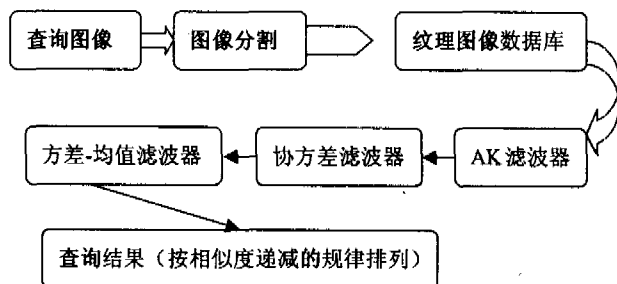 查询图像
图像分割
纹理图像数据库
AK 滤波器
协方差滤波器
方差-均值滤波器
查询结果（按相似度递减的规律排列）